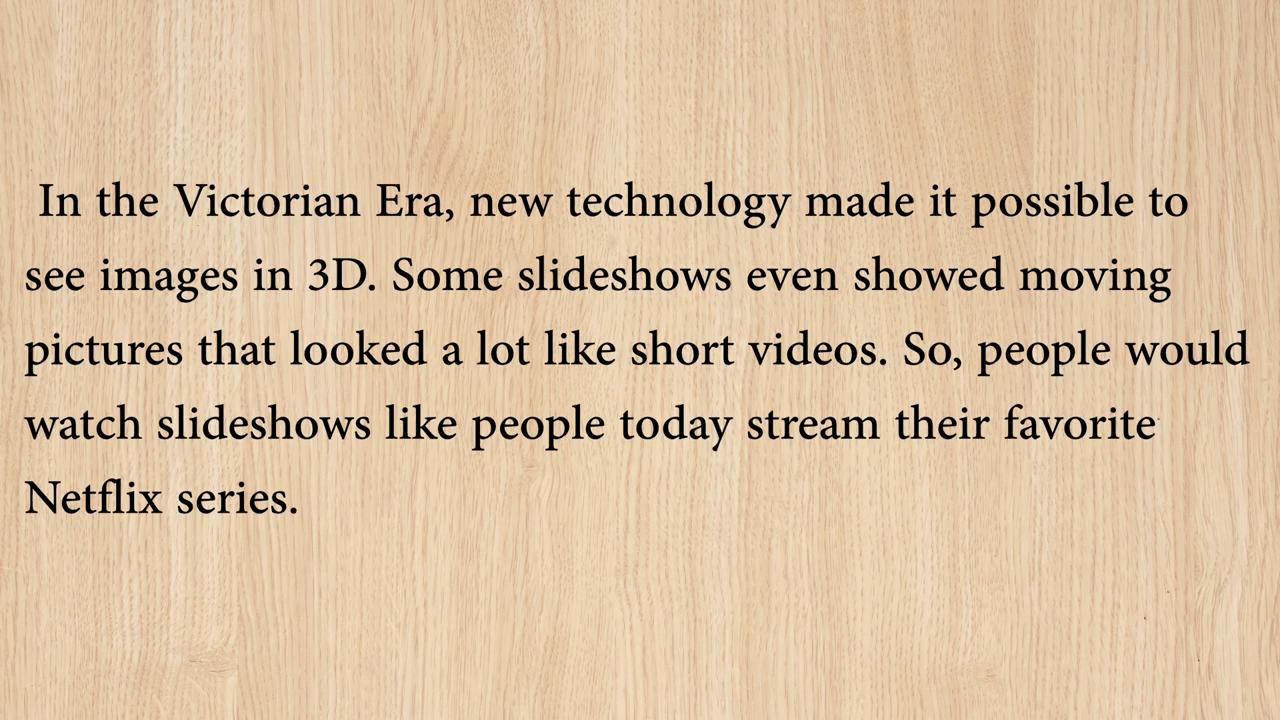 In the Victorian Era, new technology made it possible to
see images in 3D. Some slideshows even showed moving
pictures that looked a lot like short videos. So, people would
watch slideshows like people today stream their favorite
Netflix series.